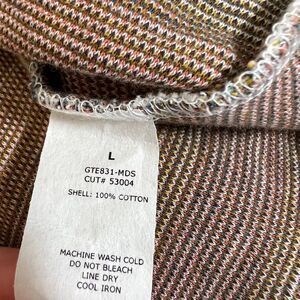 L
GTE831-MDS
CUT# 53004
SHELL: 100% COTTON
MACHINE WASH COLD
DO NOT BLEACH
LINE DRY
COOL IRON